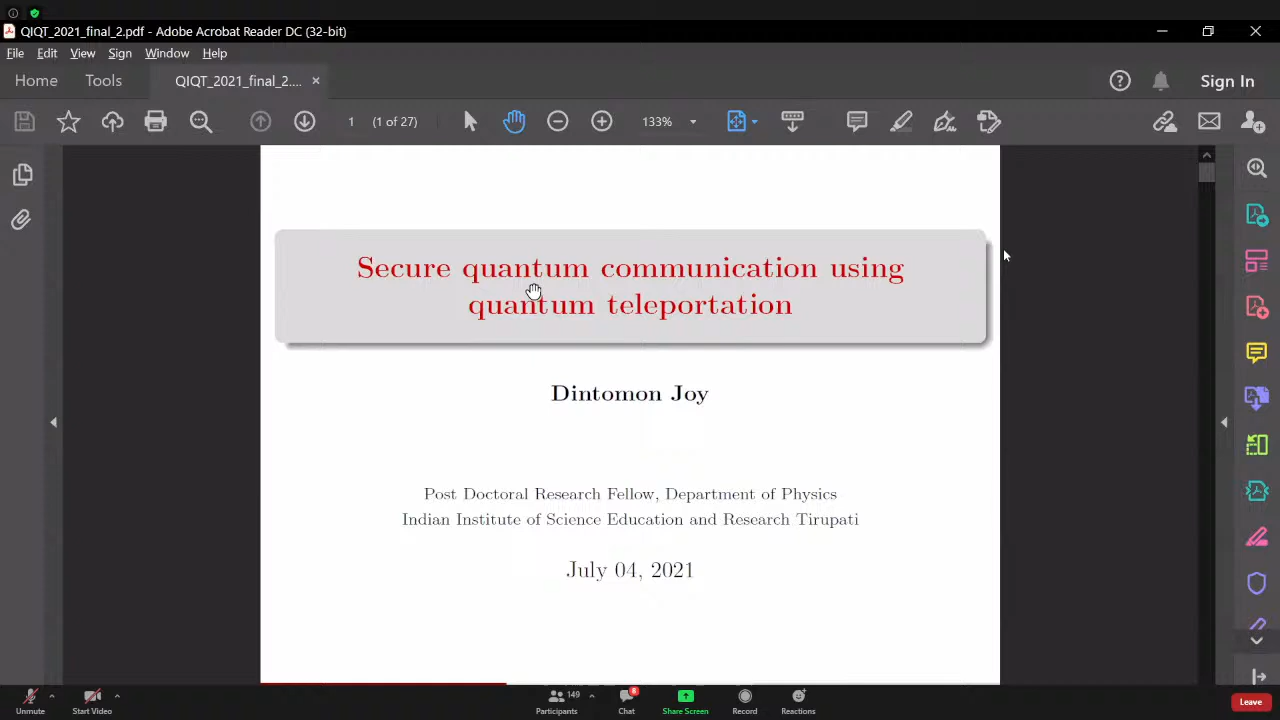 QIQT_2021_final_2.pdf - Adobe Acrobat Reader DC (32-bit)
File Edit View Sign Window Help
Home Tools QIQT_2021_final_2.... × Sign In
1 (1 of 27) 133%
Secure quantum communication using
quantum teleportation
Dintomon Joy
Post Doctoral Research Fellow, Department of Physics
Indian Institute of Science Education and Research Tirupati
July 04, 2021
149 8
Unmute Start Video Participants Chat Share Screen Record Reactions Leave